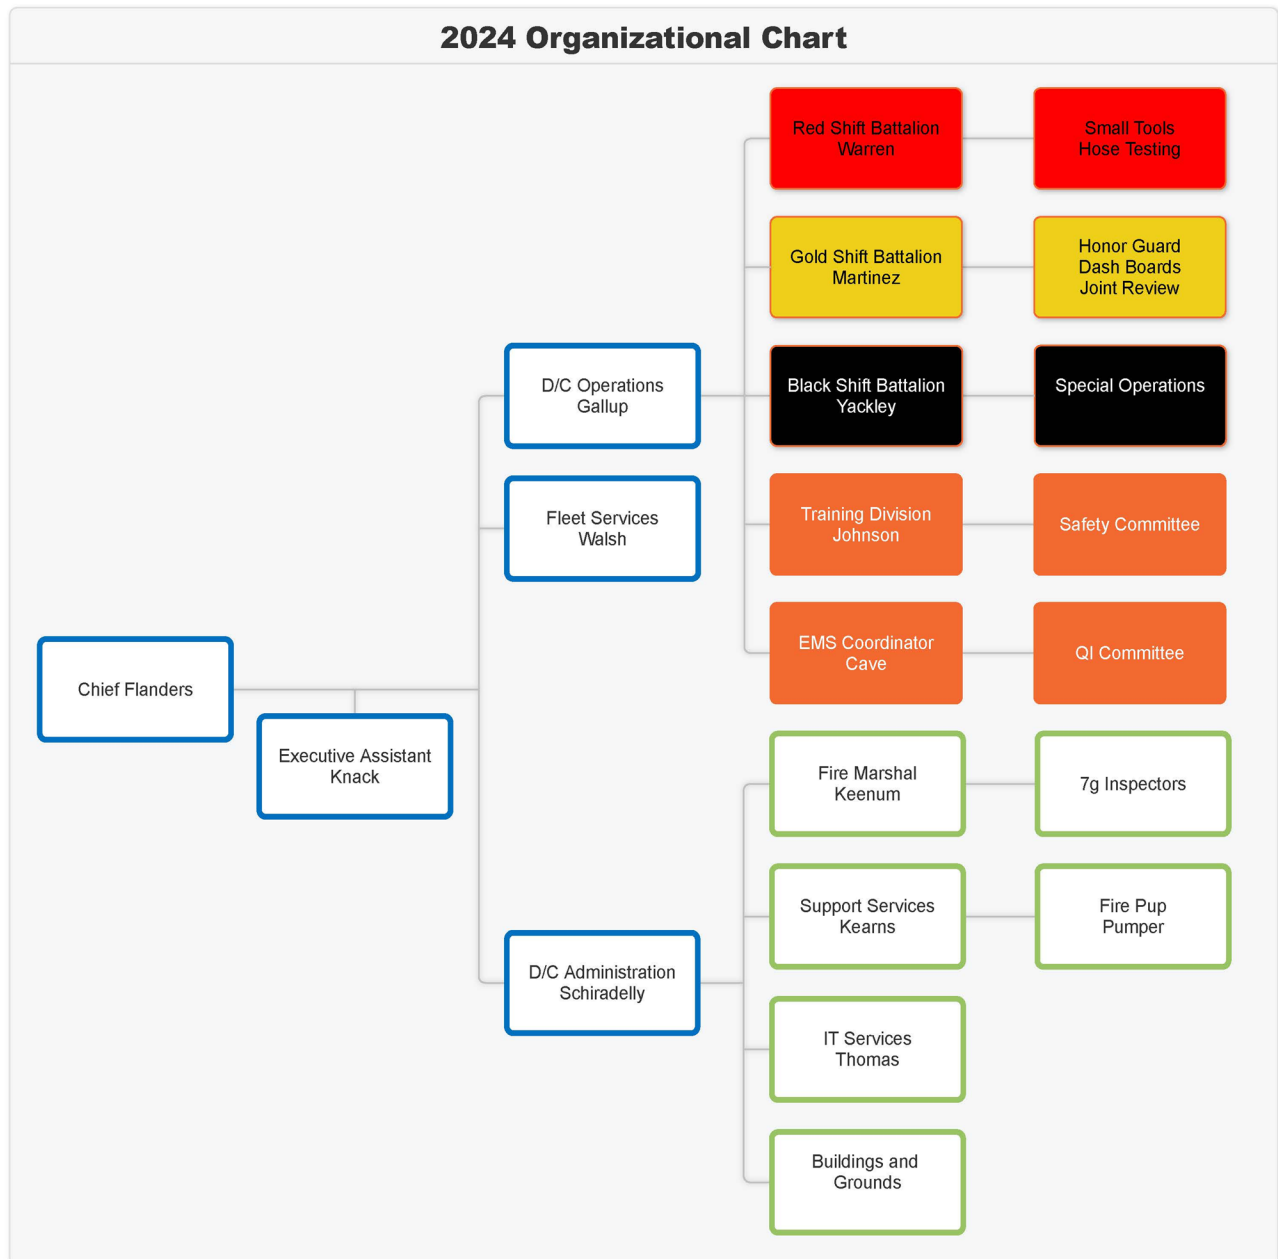 2024 Organizational Chart
Chief Flanders
Executive Assistant
Knack
D/C Operations
Gallup
Fleet Services
Walsh
D/C Administration
Schiradelly
Red Shift Battalion
Warren
Small Tools
Hose Testing
Gold Shift Battalion
Martinez
Honor Guard
Dash Boards
Joint Review
Black Shift Battalion
Yackley
Special Operations
Training Division
Johnson
Safety Committee
EMS Coordinator
Cave
QI Committee
Fire Marshal
Keenum
7g Inspectors
Support Services
Kearns
Fire Pup
Pumper
IT Services
Thomas
Buildings and
Grounds